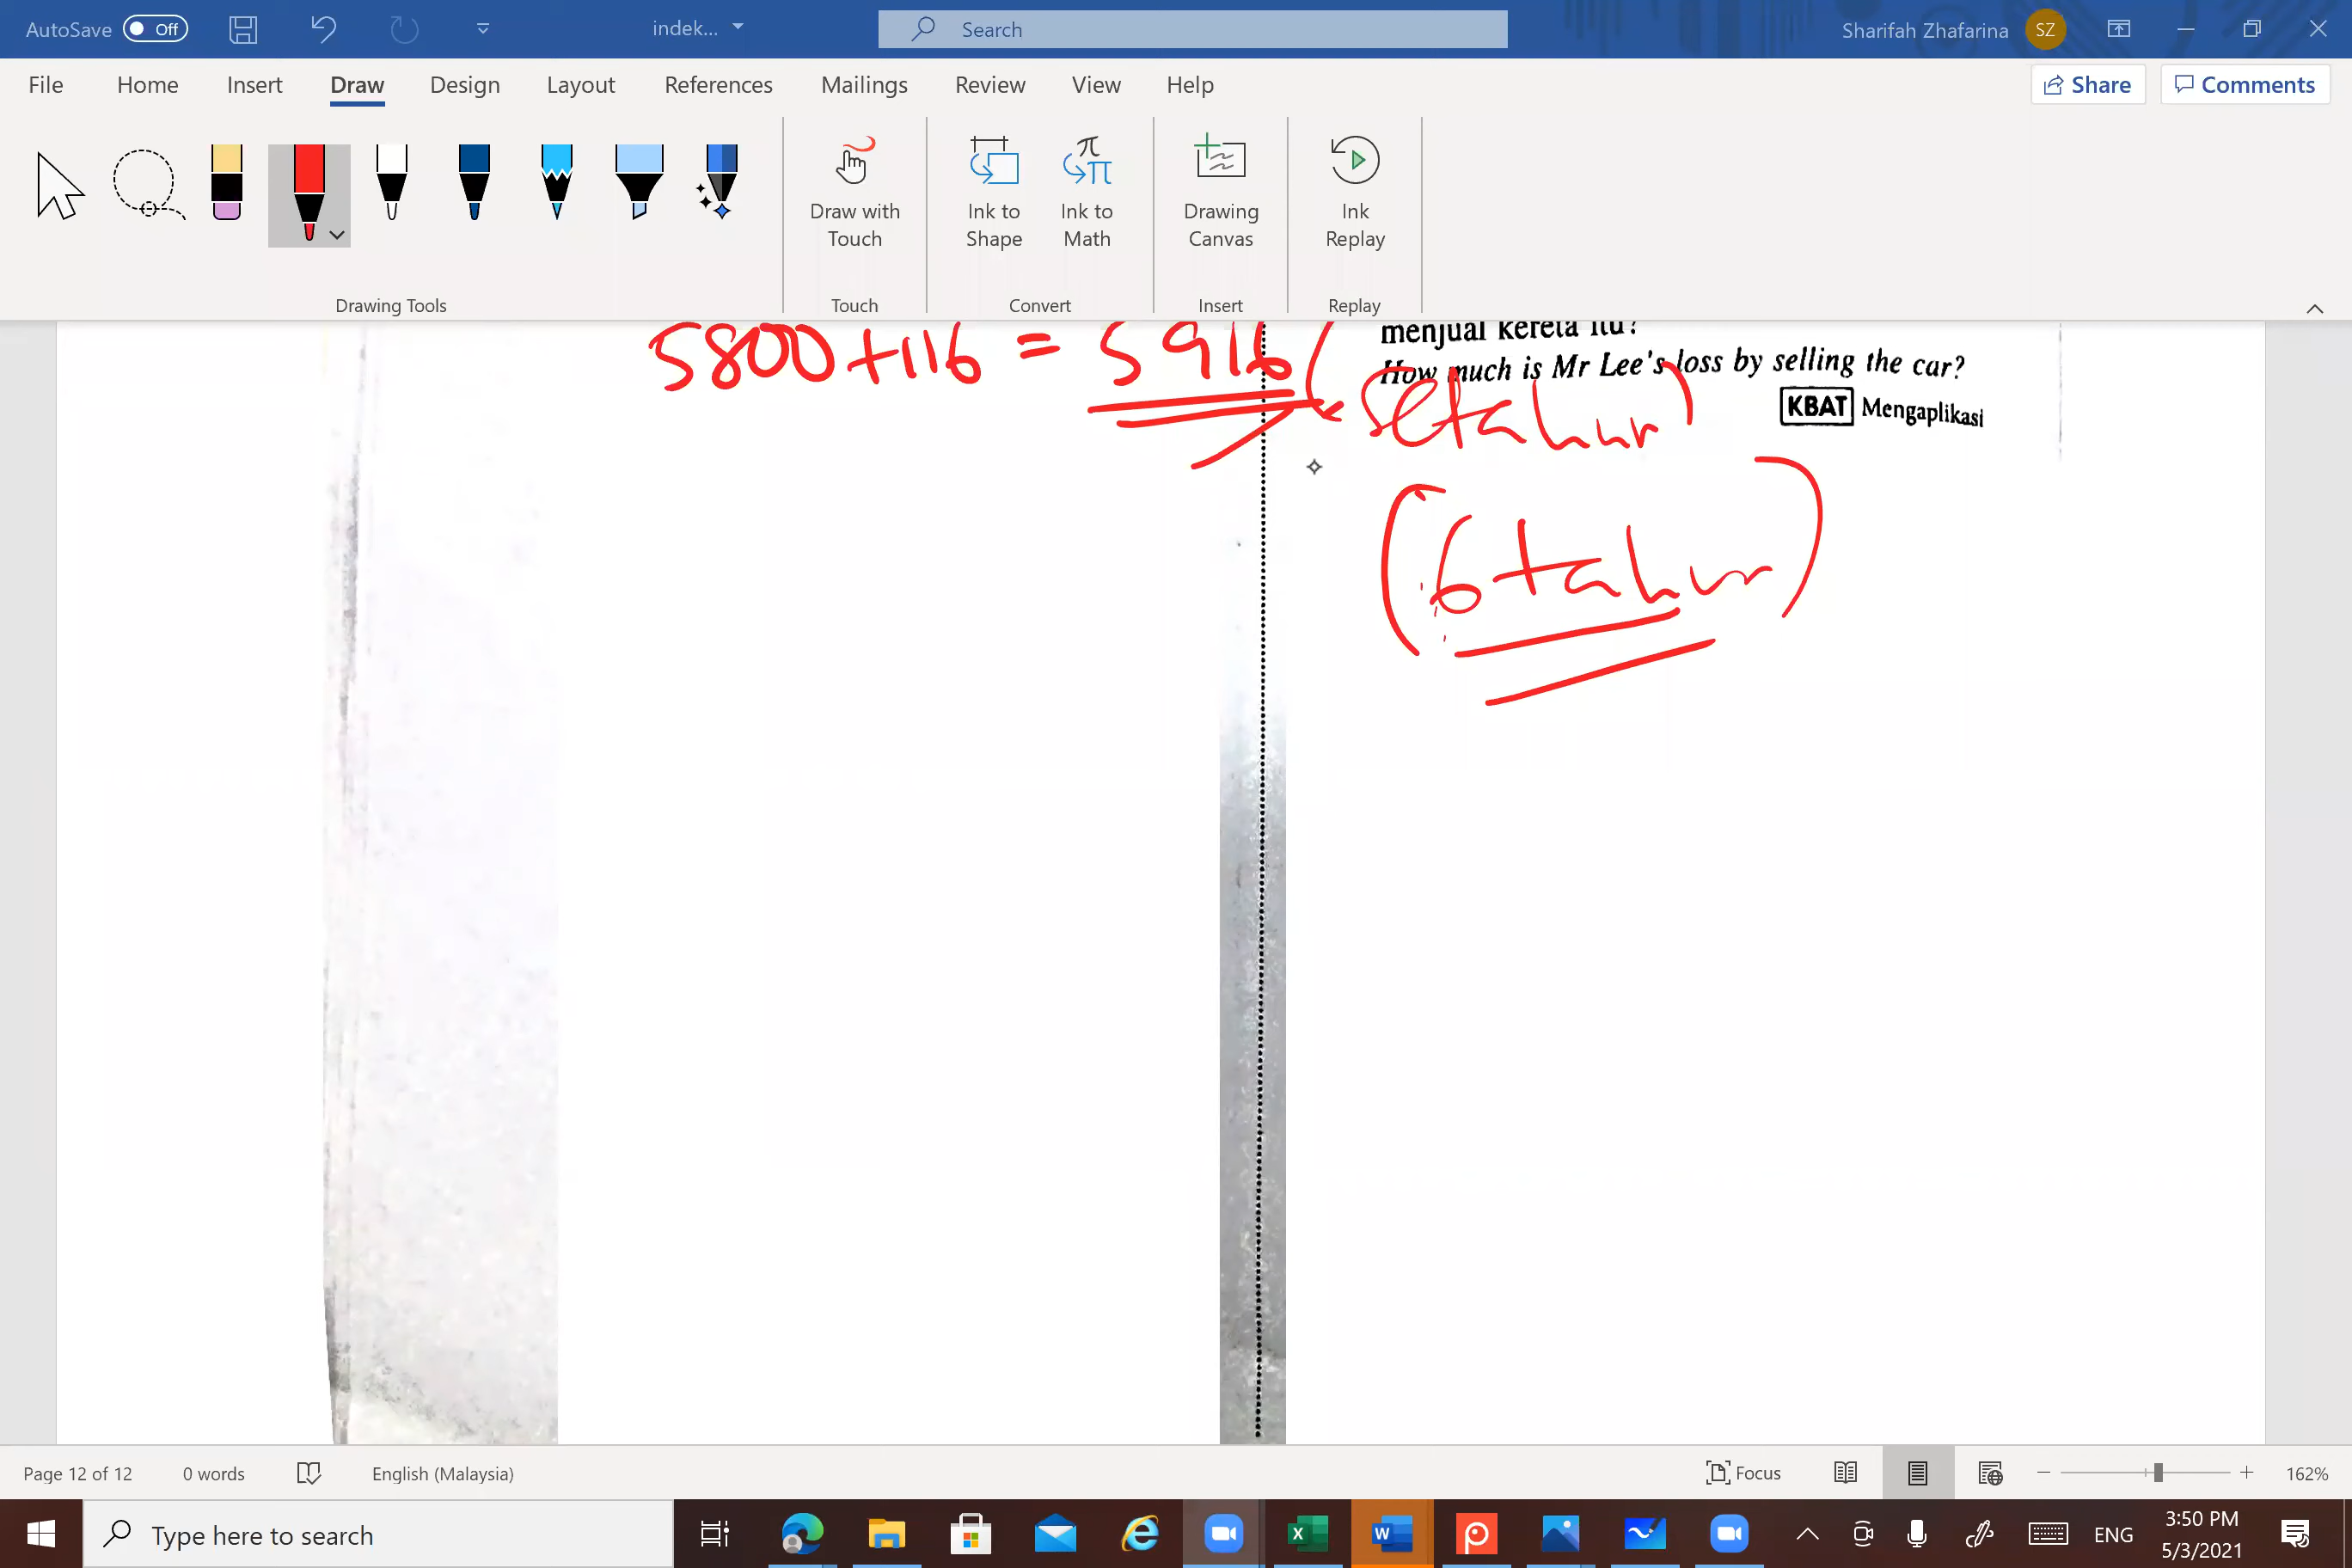 AutoSave Off indek... Search Sharifah Zhafarina SZ
File Home Insert Draw Design Layout References Mailings Review View Help Share Comments
Draw with Touch
Ink to Shape
Ink to Math
Drawing Canvas
Ink Replay
Drawing Tools Touch Convert Insert Replay
5800+116 = 5916
menjual kereta itu?
How much is Mr Lee's loss by selling the car?
(setahun)
KBAT Mengaplikasi
(6 tahun)
Page 12 of 12 0 words English (Malaysia) Focus 162%
Type here to search ENG 3:50 PM
5/3/2021